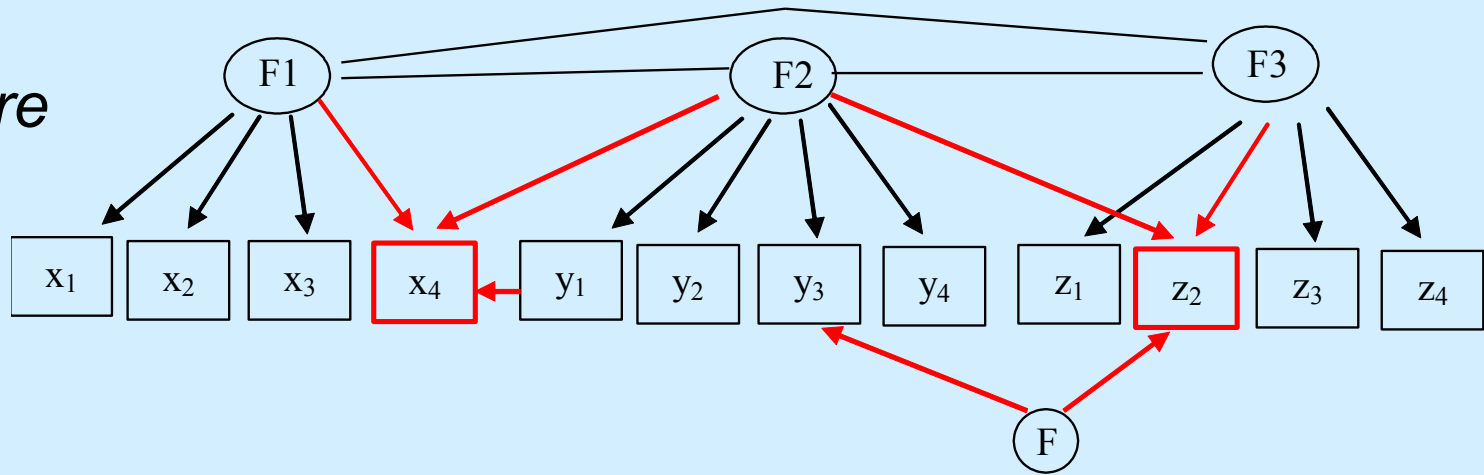 F1 F2 F3
re
x₁ x₂ x₃ x₄ y₁ y₂ y₃ y₄ z₁ z₂ z₃ z₄
F